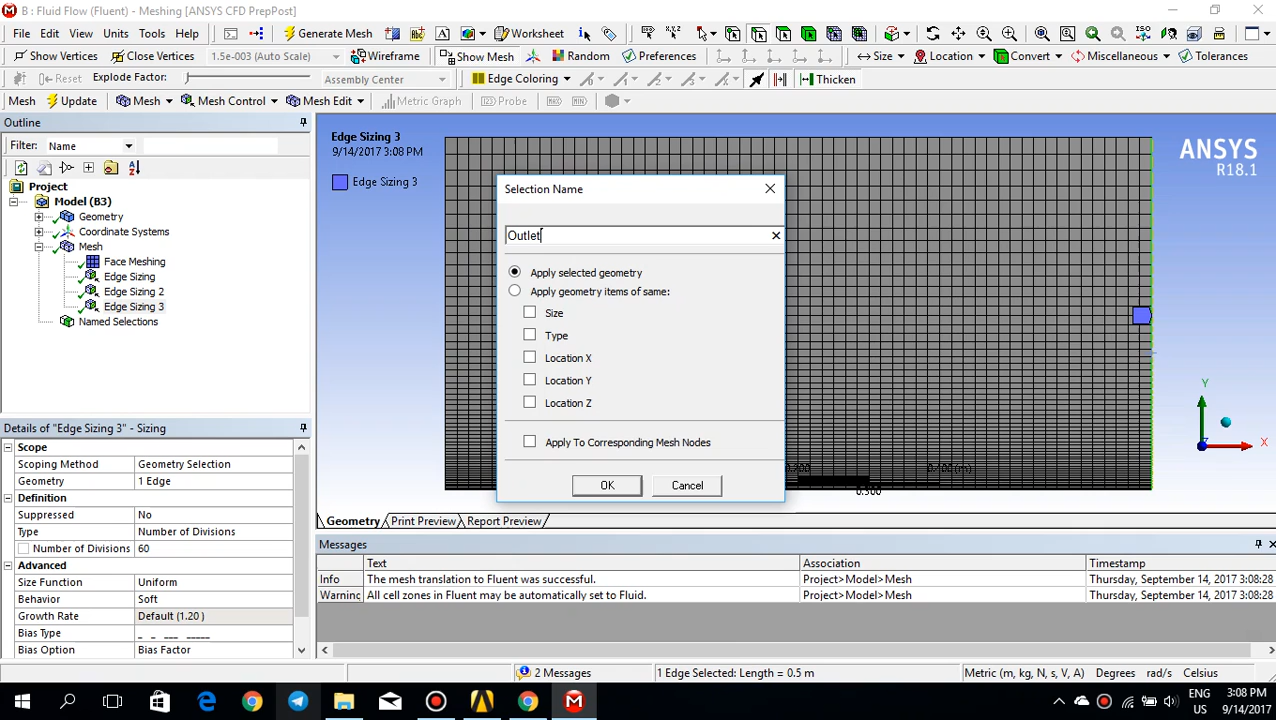 B : Fluid Flow (Fluent) - Meshing [ANSYS CFD PrepPost]
File Edit View Units Tools Help Generate Mesh Worksheet
Show Vertices Close Vertices 1.5e-003 (Auto Scale) Wireframe Show Mesh Random Preferences Size Location Convert Miscellaneous Tolerances
Reset Explode Factor: Assembly Center Edge Coloring Thicken
Mesh Update Mesh Mesh Control Mesh Edit Metric Graph Probe
Outline
Filter: Name
Project
Model (B3)
Geometry
Coordinate Systems
Mesh
Face Meshing
Edge Sizing
Edge Sizing 2
Edge Sizing 3
Named Selections
Details of "Edge Sizing 3" - Sizing
Scope
Scoping Method Geometry Selection
Geometry 1 Edge
Definition
Suppressed No
Type Number of Divisions
Number of Divisions 60
Advanced
Size Function Uniform
Behavior Soft
Growth Rate Default (1.20 )
Bias Type _ _ __ ___ _____
Bias Option Bias Factor
Edge Sizing 3
9/14/2017 3:08 PM
Edge Sizing 3
ANSYS
R18.1
Selection Name
Outlet
Apply selected geometry
Apply geometry items of same:
Size
Type
Location X
Location Y
Location Z
Apply To Corresponding Mesh Nodes
OK Cancel
Y
X
0.300
Geometry Print Preview Report Preview
Messages
Text Association Timestamp
Info The mesh translation to Fluent was successful. Project>Model>Mesh Thursday, September 14, 2017 3:08:28
Warning All cell zones in Fluent may be automatically set to Fluid. Project>Model>Mesh Thursday, September 14, 2017 3:08:28
2 Messages 1 Edge Selected: Length = 0.5 m Metric (m, kg, N, s, V, A) Degrees rad/s Celsius
ENG
3:08 PM
9/14/2017